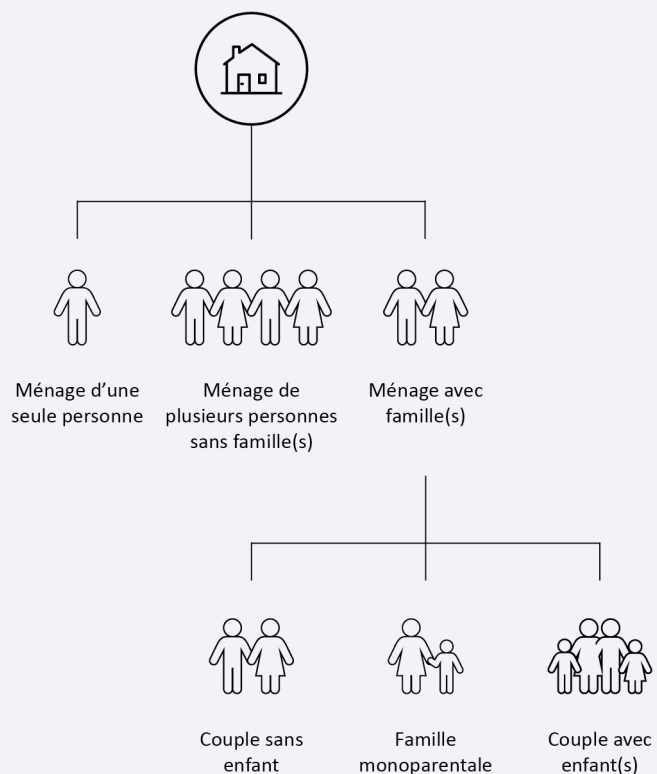 Ménage d’une
seule personne
Ménage de
plusieurs personnes
sans famille(s)
Ménage avec
famille(s)
Couple sans
enfant
Famille
monoparentale
Couple avec
enfant(s)